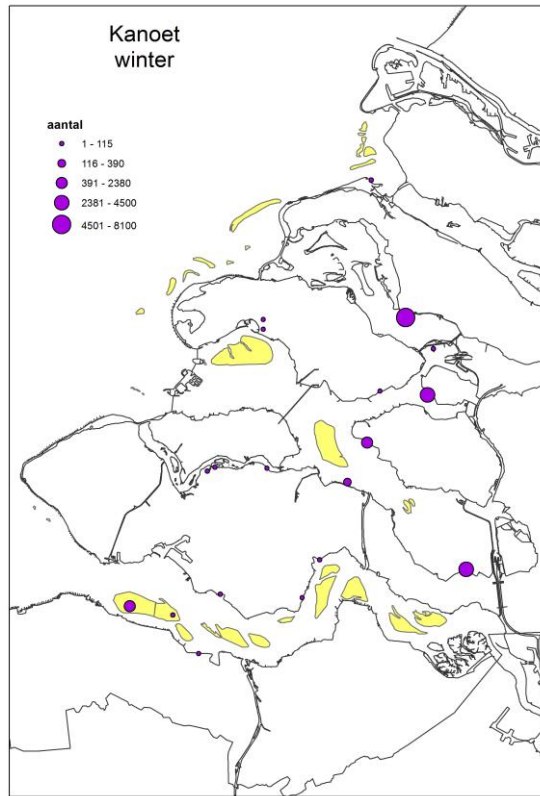 Kanoet
winter
aantal
1 - 115
116 - 390
391 - 2380
2381 - 4500
4501 - 8100